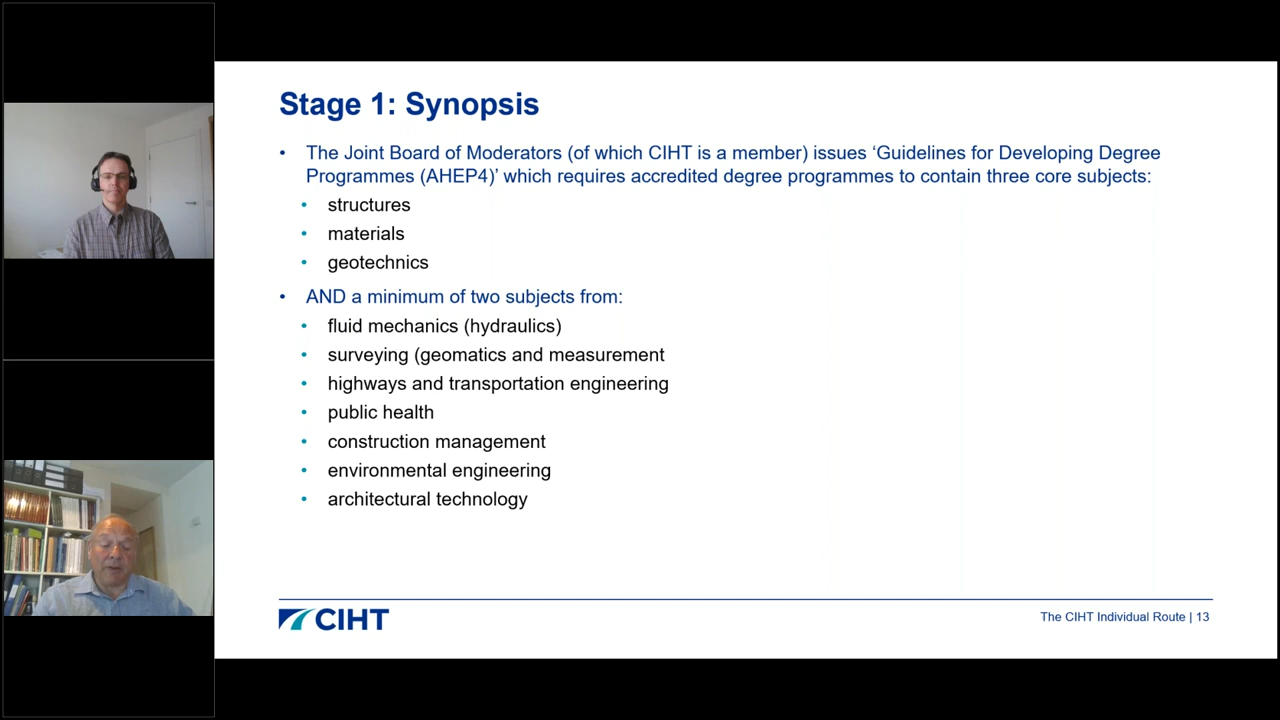 Stage 1: Synopsis
• The Joint Board of Moderators (of which CIHT is a member) issues ‘Guidelines for Developing Degree
Programmes (AHEP4)’ which requires accredited degree programmes to contain three core subjects:
• structures
• materials
• geotechnics
• AND a minimum of two subjects from:
• fluid mechanics (hydraulics)
• surveying (geomatics and measurement
• highways and transportation engineering
• public health
• construction management
• environmental engineering
• architectural technology
CIHT
The CIHT Individual Route | 13